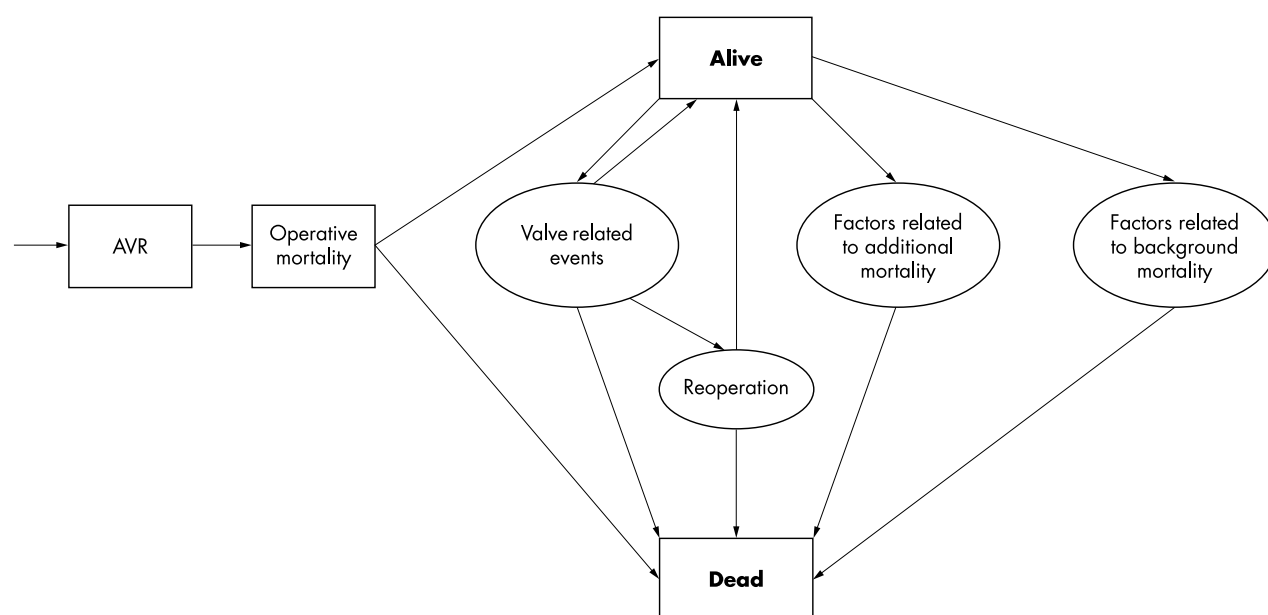 Alive
AVR
Operative
mortality
Valve related
events
Factors related
to additional
mortality
Factors related
to background
mortality
Reoperation
Dead